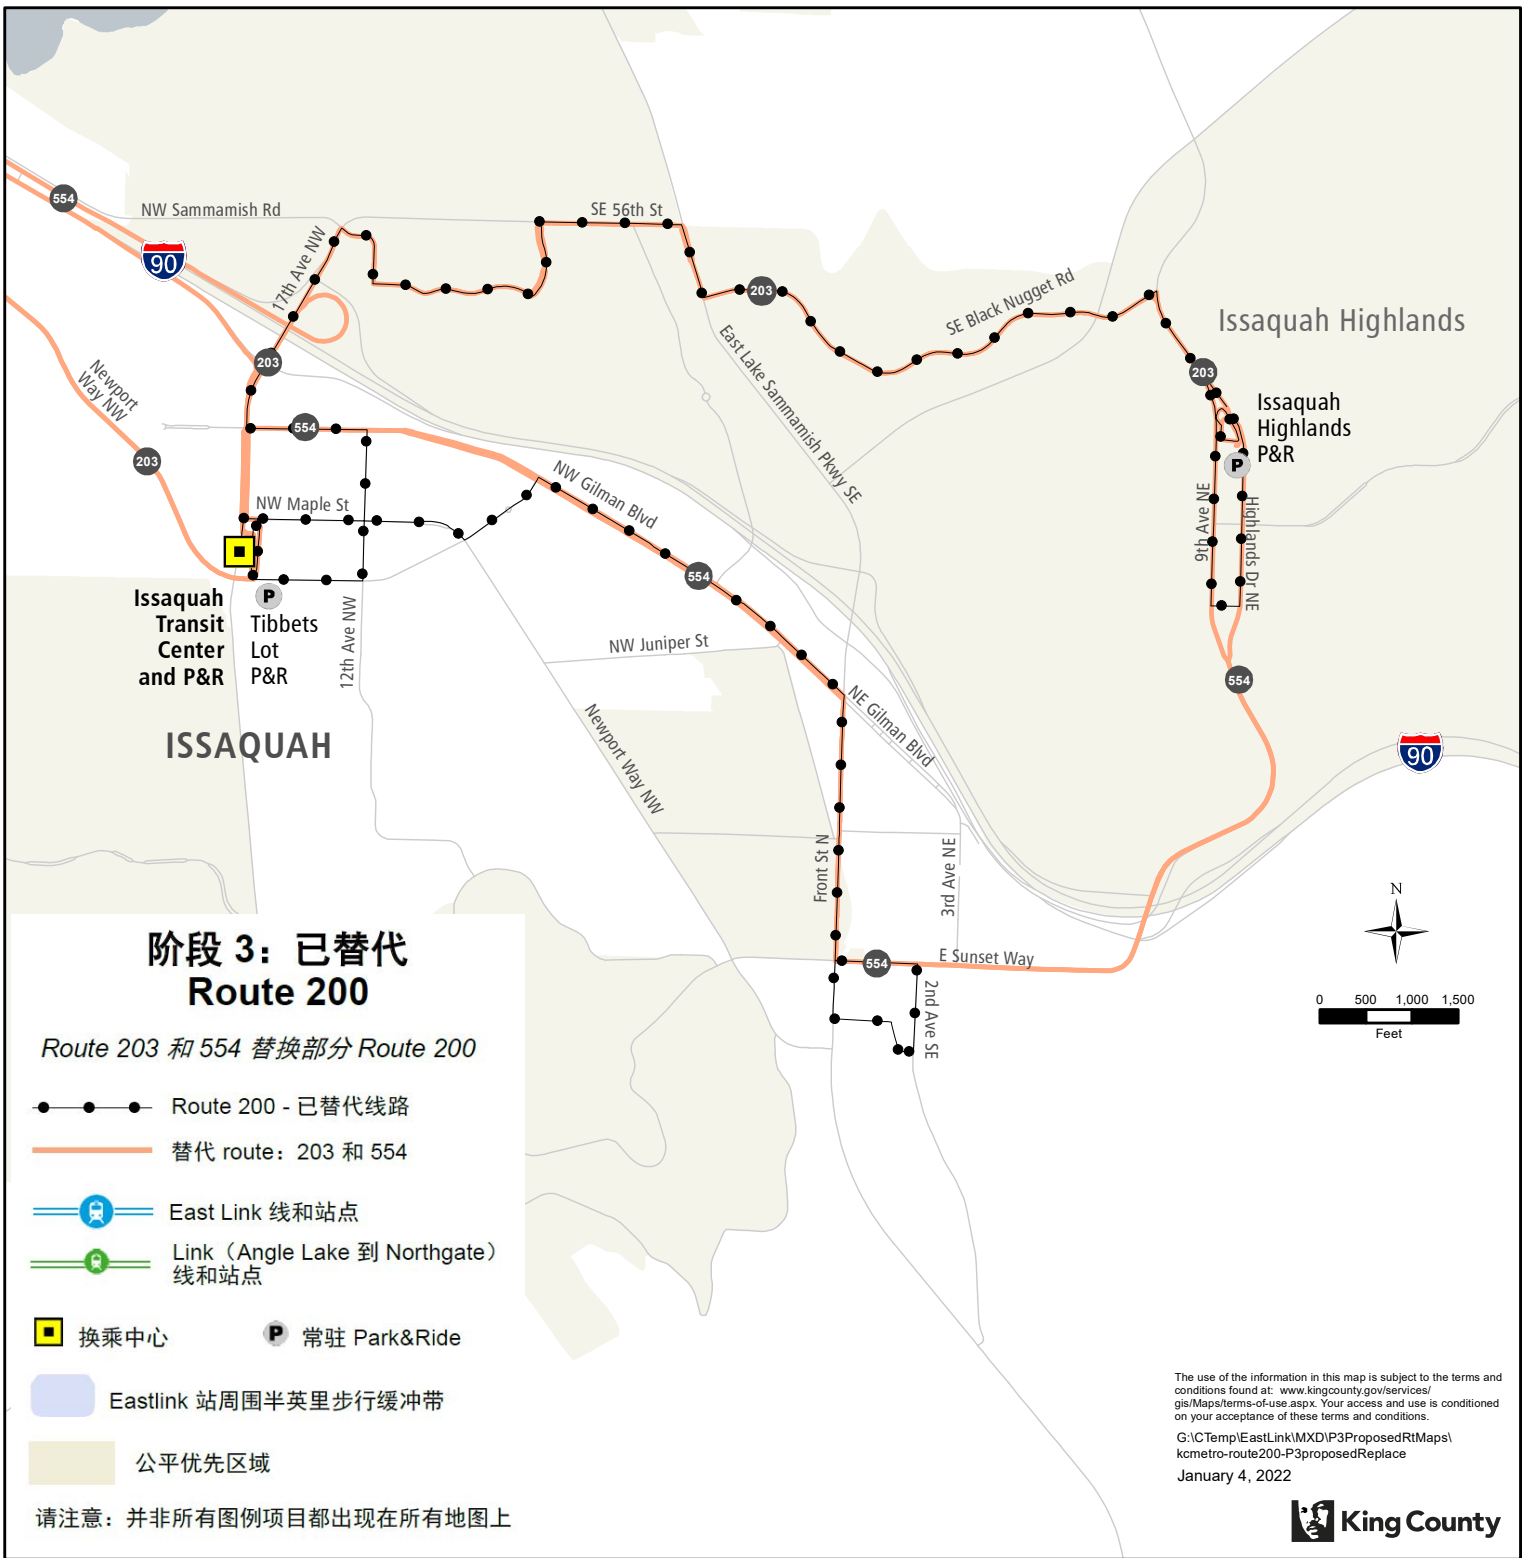 554
NW Sammamish Rd
SE 56th St
17th Ave NW
90
203
SE Black Nugget Rd
Issaquah Highlands
East Lake Sammamish Pkwy SE
203
203
Newport
Way NW
Issaquah
Highlands
P&R
P
554
203
NW Gilman Blvd
NW Maple St
9th Ave NE
Highlands Dr NE
554
P
Issaquah
Transit
Center
and P&R
Tibbets
Lot
P&R
12th Ave NW
NW Juniper St
554
NE Gilman Blvd
Newport Way NW
ISSAQUAH
90
Front St N
3rd Ave NE
N
554
E Sunset Way
2nd Ave SE
0 500 1,000 1,500
Feet
阶段 3：已替代
Route 200
Route 203 和 554 替换部分 Route 200
Route 200 - 已替代线路
替代 route：203 和 554
East Link 线和站点
Link（Angle Lake 到 Northgate）
线和站点
换乘中心
P 常驻 Park&Ride
Eastlink 站周围半英里步行缓冲带
公平优先区域
请注意：并非所有图例项目都出现在所有地图上
The use of the information in this map is subject to the terms and
conditions found at: www.kingcounty.gov/services/
gis/Maps/terms-of-use.aspx. Your access and use is conditioned
on your acceptance of these terms and conditions.
G:\CTemp\EastLink\MXD\P3ProposedRtMaps\
kcmetro-route200-P3proposedReplace
January 4, 2022
King County